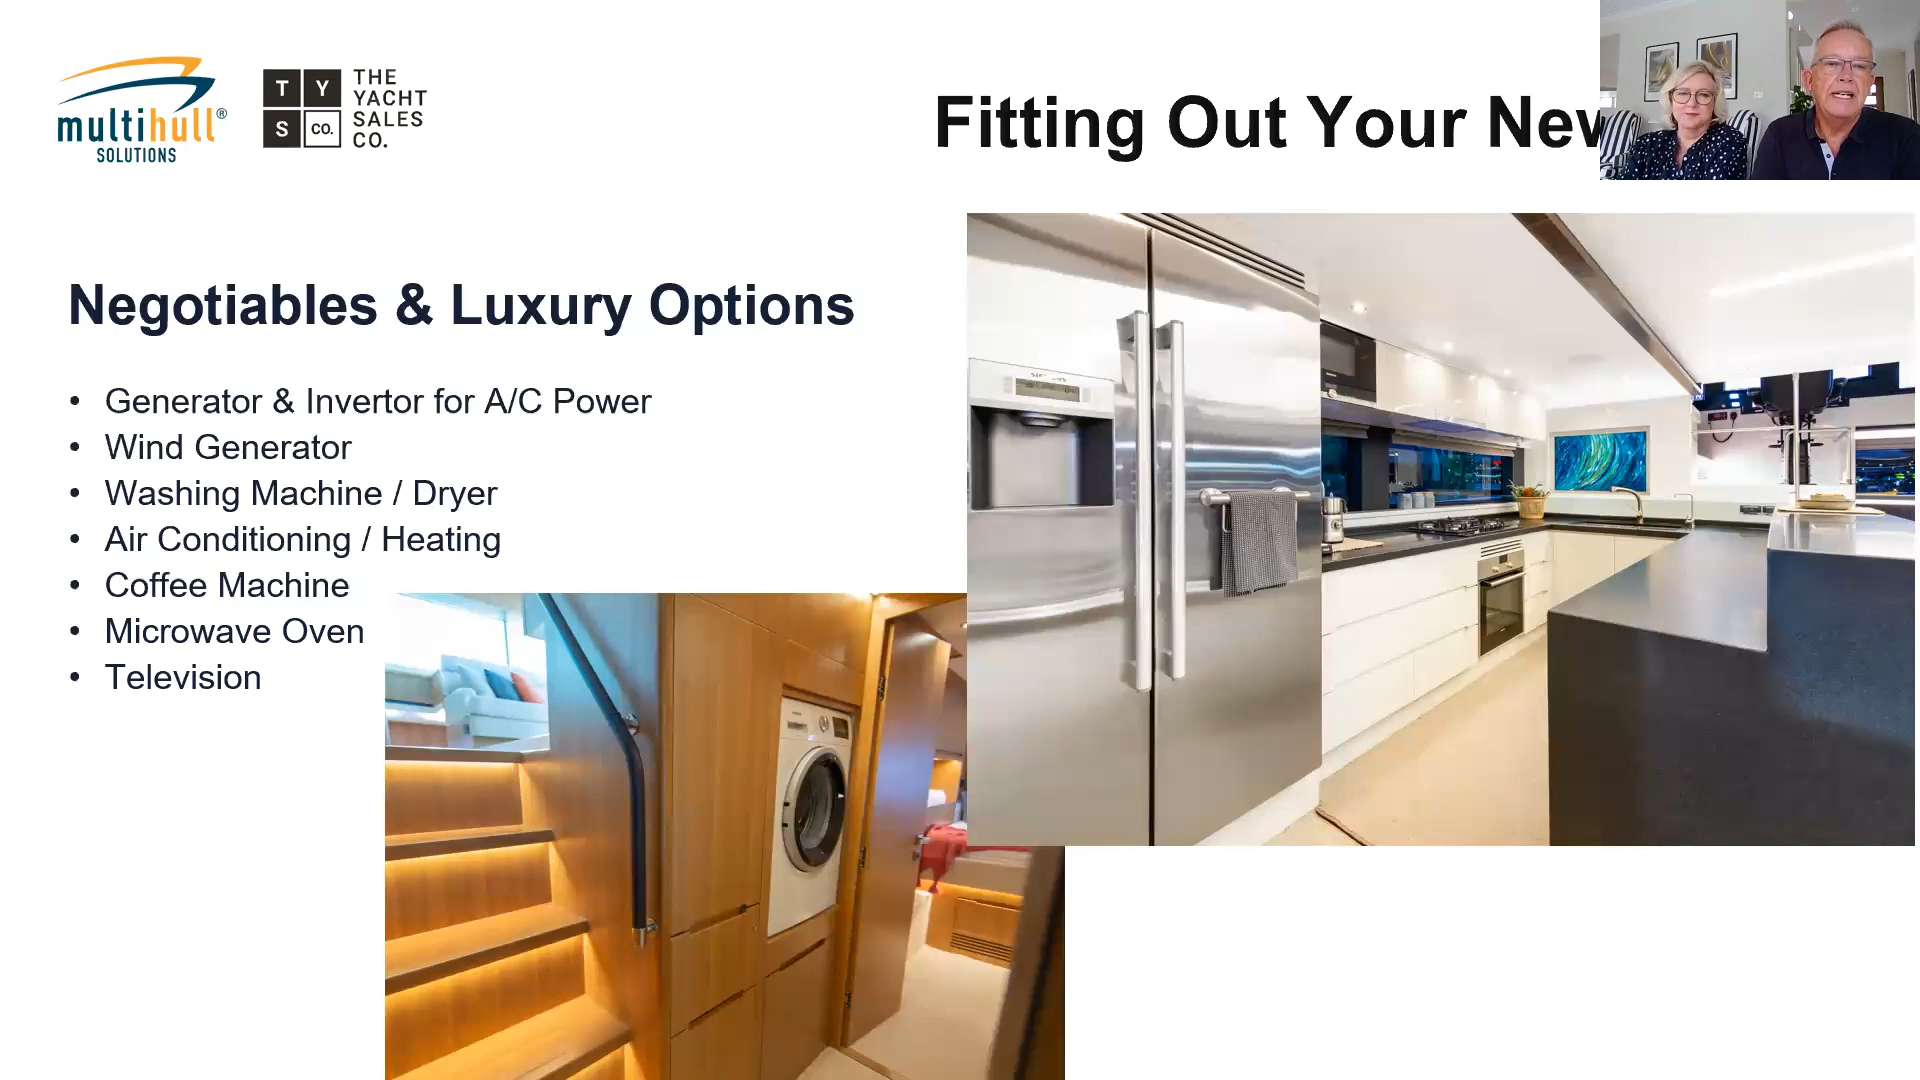 multihull®
SOLUTIONS
T Y S CO.
THE
YACHT
SALES
CO.
Fitting Out Your New
Negotiables & Luxury Options
• Generator & Invertor for A/C Power
• Wind Generator
• Washing Machine / Dryer
• Air Conditioning / Heating
• Coffee Machine
• Microwave Oven
• Television